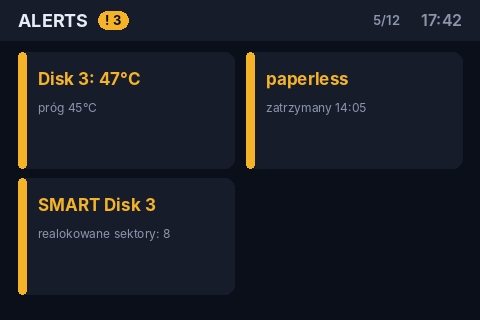 ALERTS ! 3 5/12 17:42
Disk 3: 47°C
próg 45°C
paperless
zatrzymany 14:05
SMART Disk 3
realokowane sektory: 8